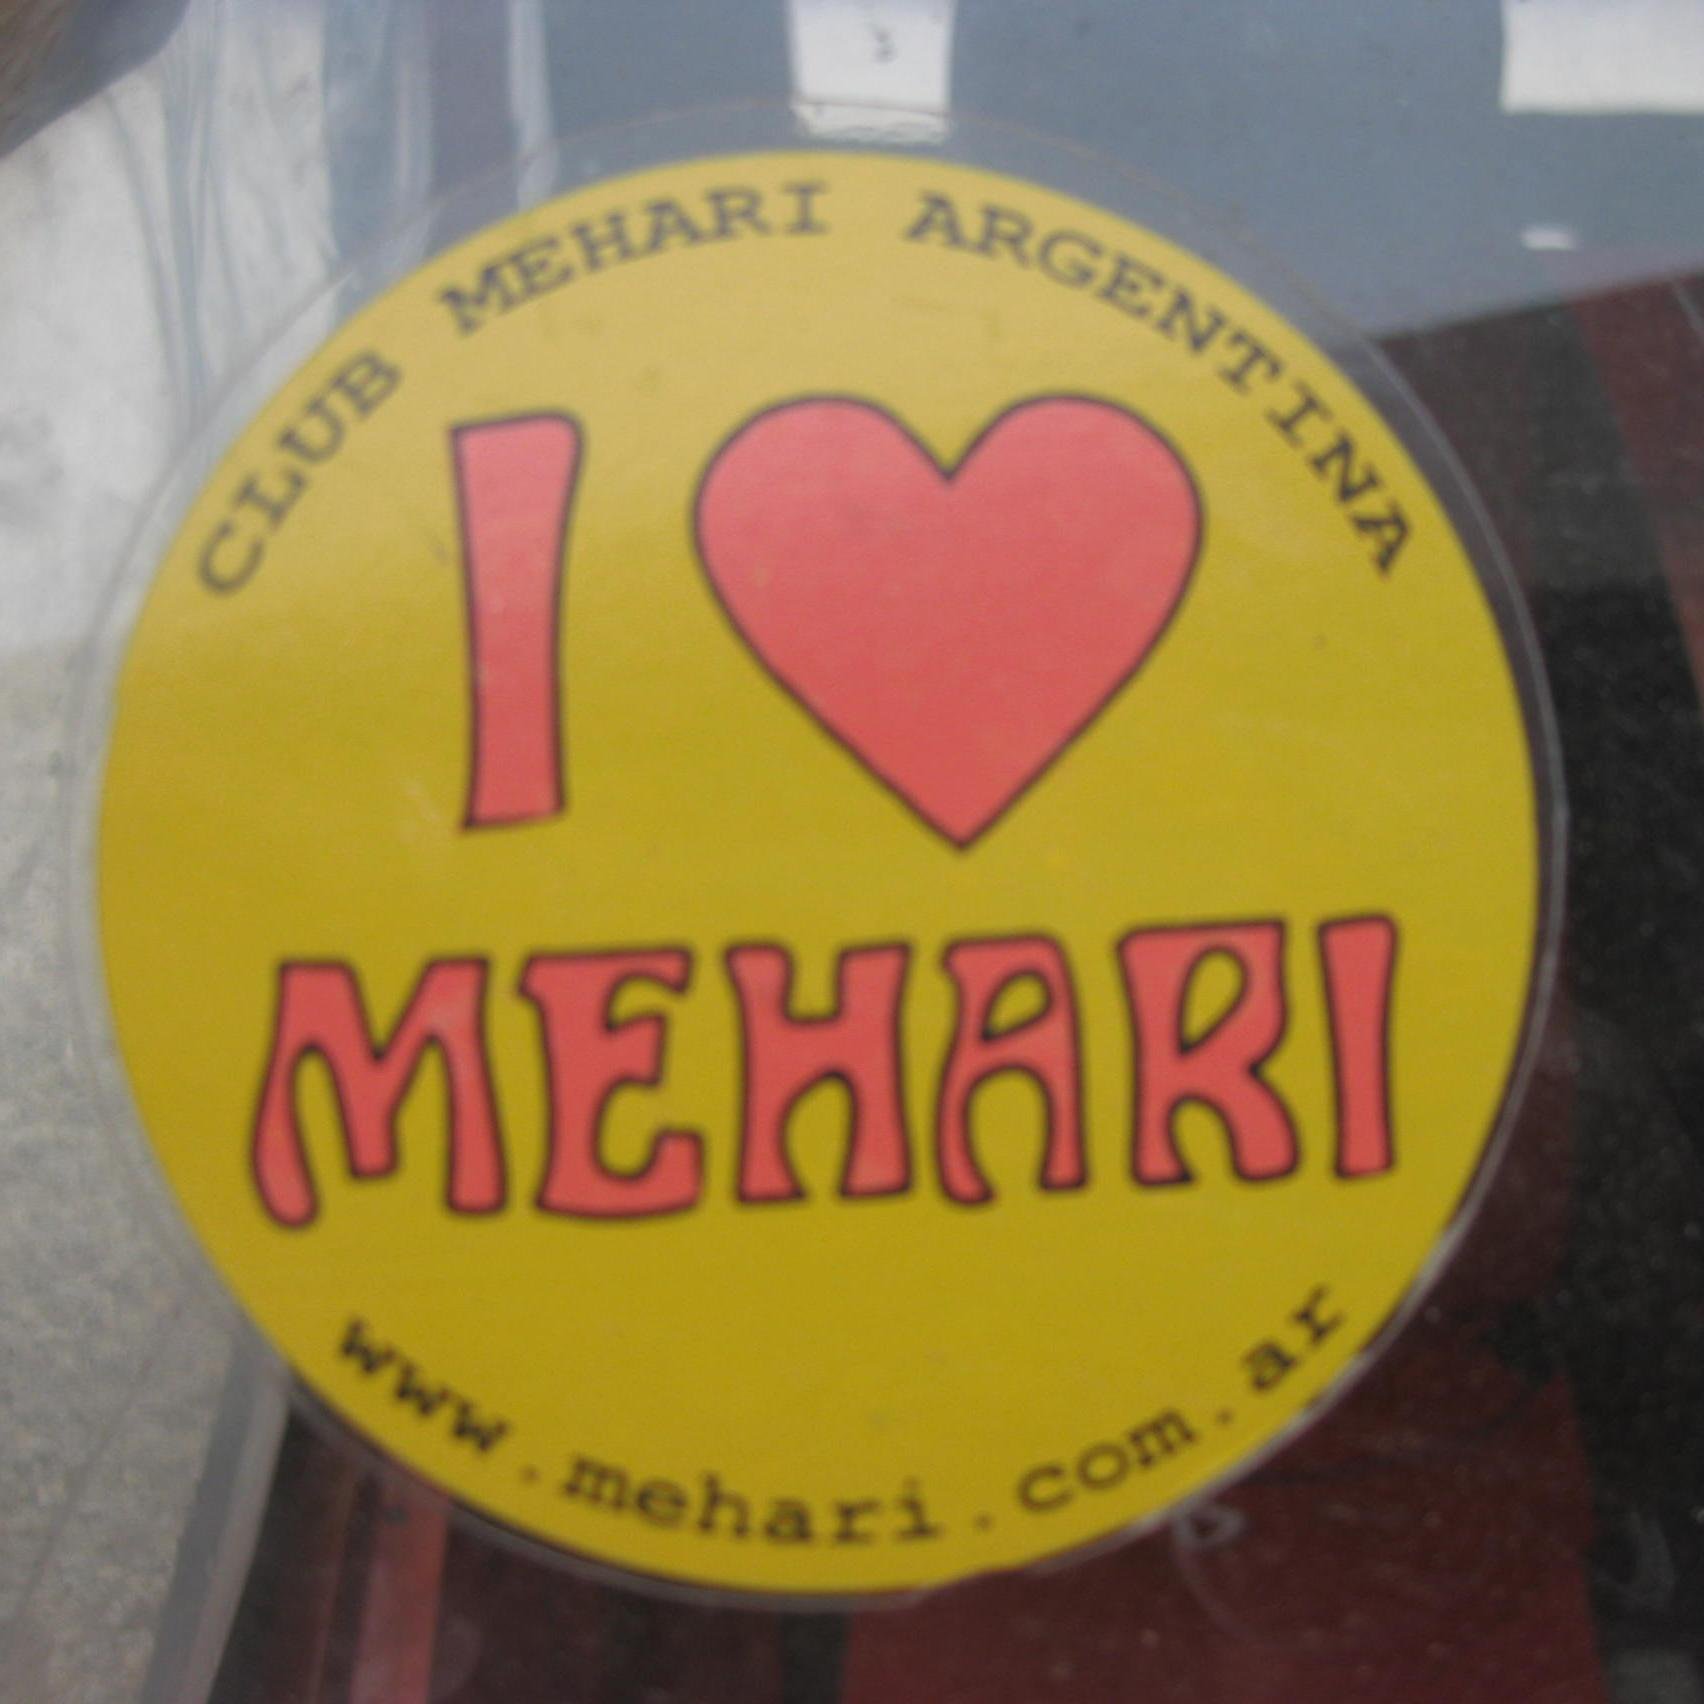 CLUB MEHARI ARGENTINA
I
MEHARI
www.mehari.com.ar